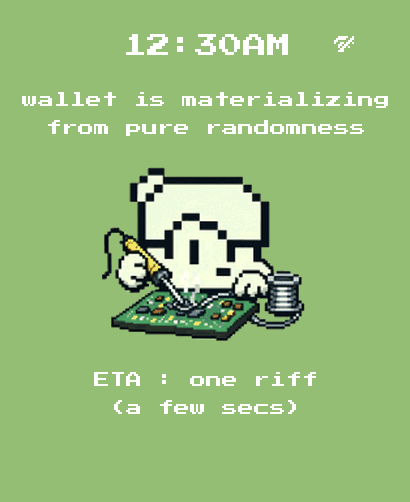 12:30AM
wallet is materializing
from pure randomness
ETA : one riff
(a few secs)